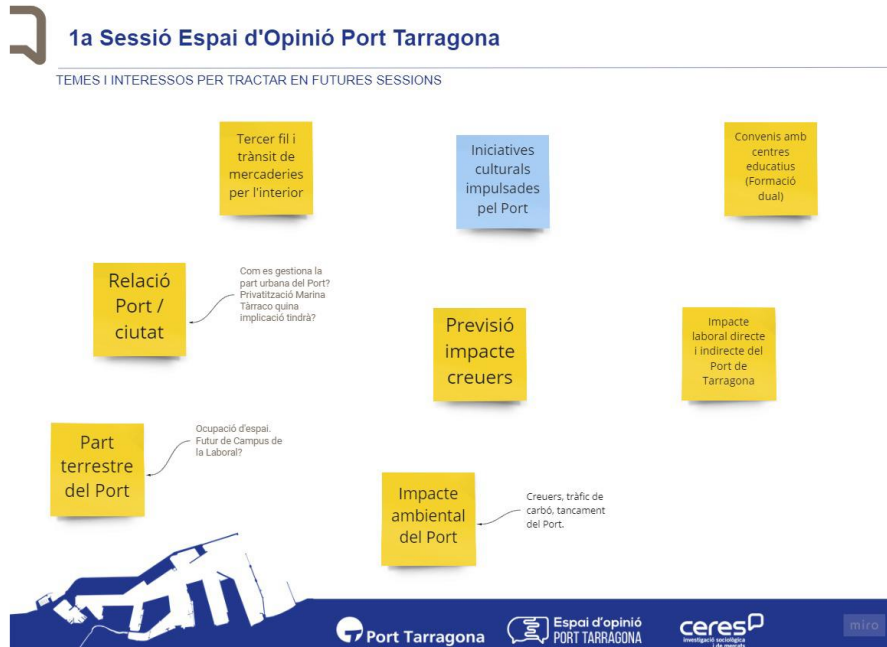 1a Sessió Espai d'Opinió Port Tarragona
TEMES I INTERESSOS PER TRACTAR EN FUTURES SESSIONS
Tercer fil i
trànsit de
mercaderies
per l'interior
Iniciatives
culturals
impulsades
pel Port
Convenis amb
centres
educatius
(Formació
dual)
Relació
Port /
ciutat
Com es gestiona la
part urbana del Port?
Privatització Marina
Tàrraco quina
implicació tindrà?
Previsió
impacte
creuers
Impacte
laboral directe
i indirecte del
Port de
Tarragona
Part
terrestre
del Port
Ocupació d'espai.
Futur de Campus de
la Laboral?
Impacte
ambiental
del Port
Creuers, tràfic de
carbó, tancament
del Port.
Port Tarragona
Espai d'opinió
PORT TARRAGONA
ceres
investigació sociològica
i de mercats
miro